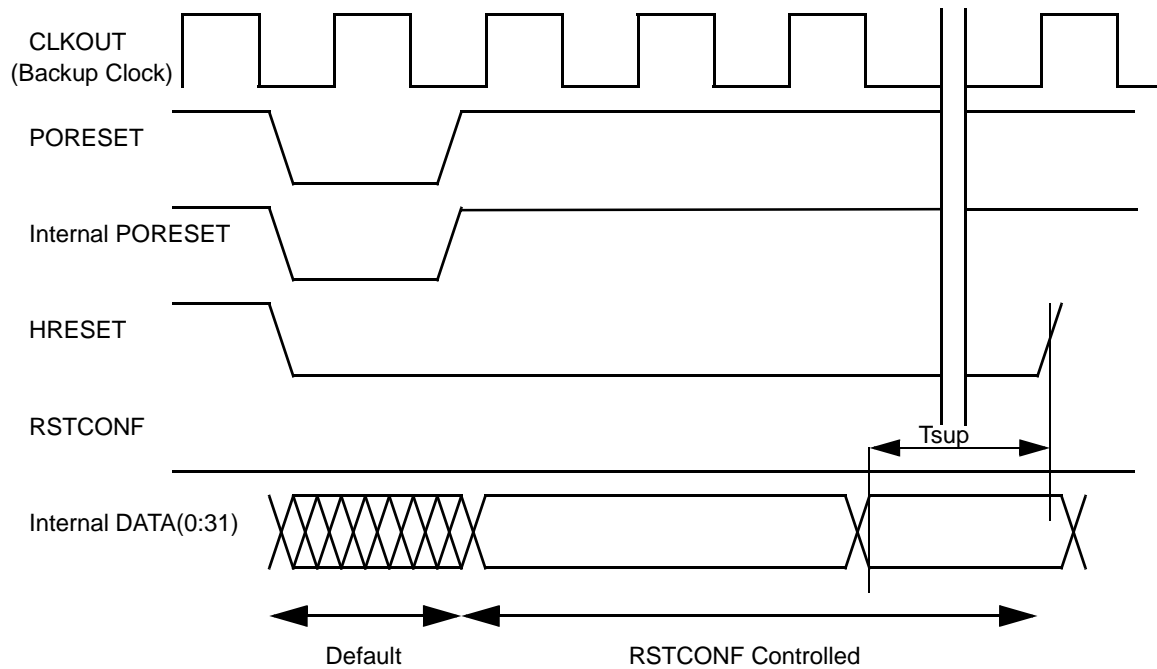 CLKOUT
(Backup Clock)
PORESET
Internal PORESET
HRESET
RSTCONF
Tsup
Internal DATA(0:31)
Default
RSTCONF Controlled